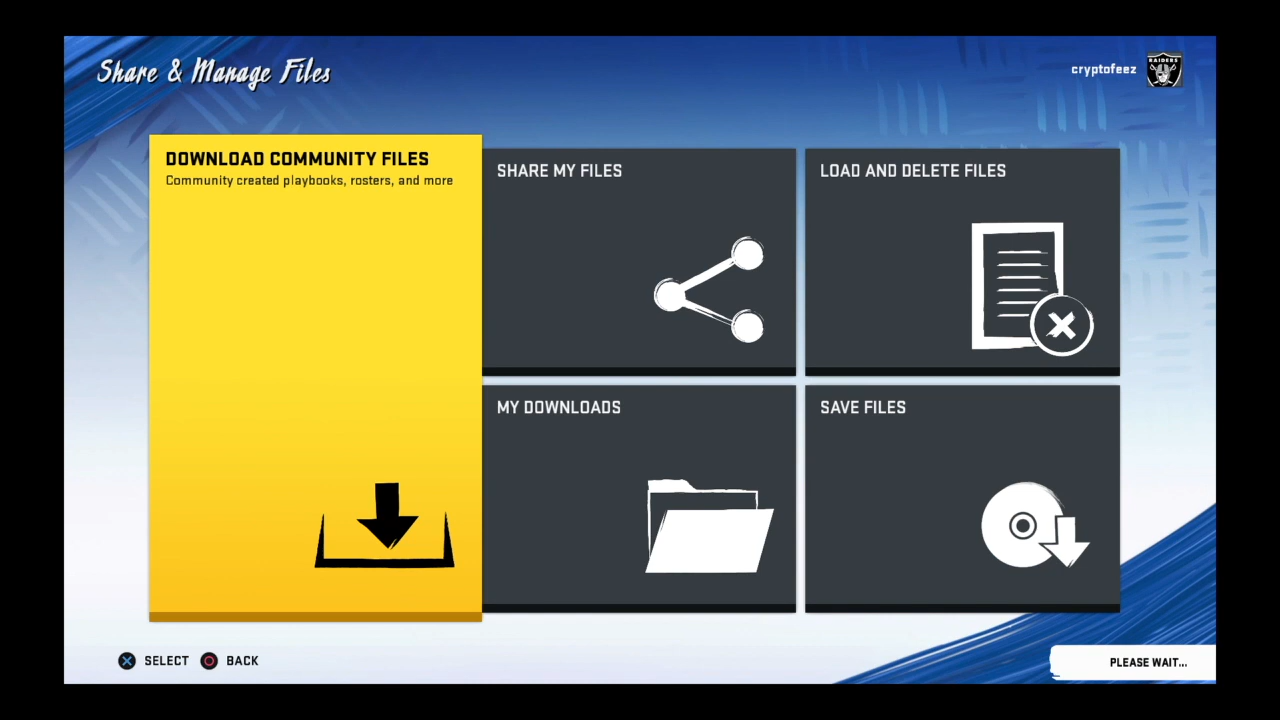 Share & Manage Files
cryptofeez
RAIDERS
DOWNLOAD COMMUNITY FILES
Community created playbooks, rosters, and more
SHARE MY FILES
LOAD AND DELETE FILES
MY DOWNLOADS
SAVE FILES
SELECT BACK
PLEASE WAIT...